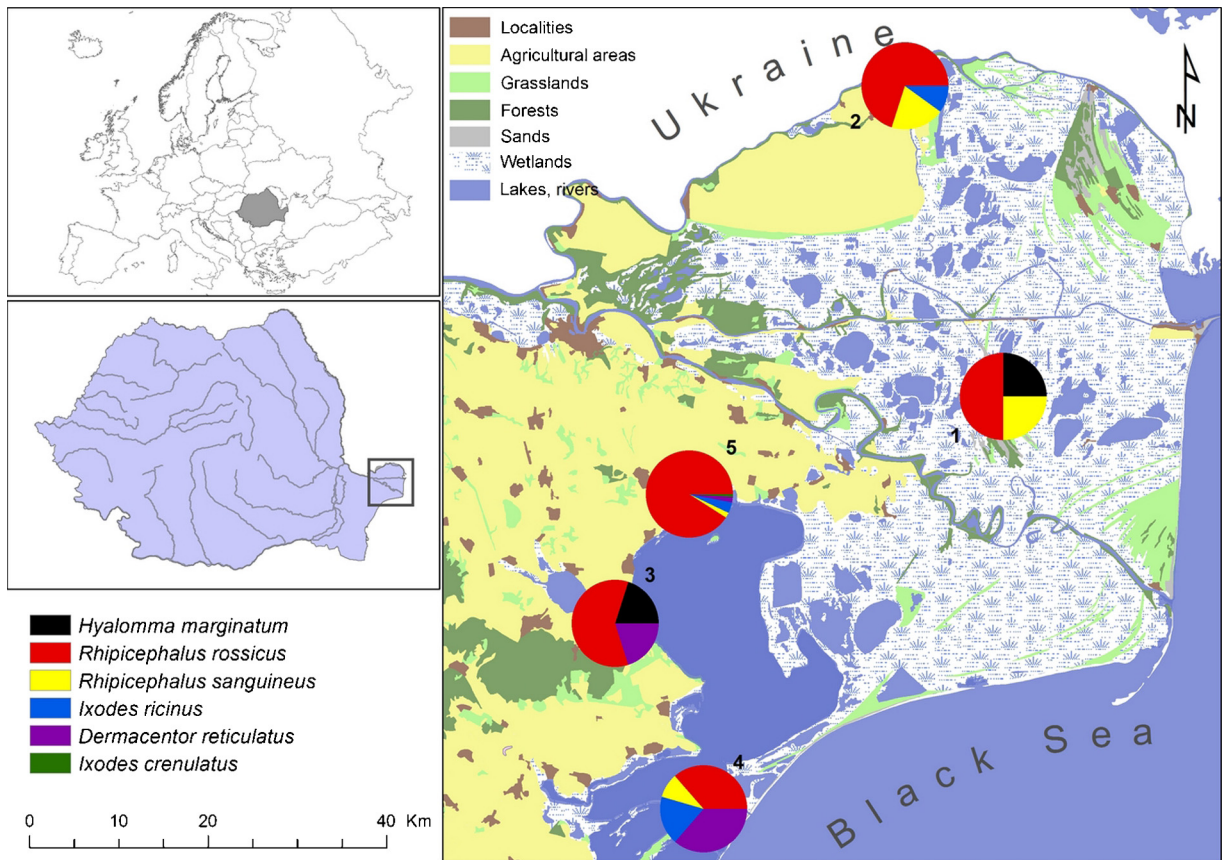 Localities
Agricultural areas
Grasslands
Forests
Sands
Wetlands
Lakes, rivers
Ukraine
N
2
1
5
3
4
Black Sea
Hyalomma marginatum
Rhipicephalus rossicus
Rhipicephalus sanguineus
Ixodes ricinus
Dermacentor reticulatus
Ixodes crenulatus
0 10 20 40 Km